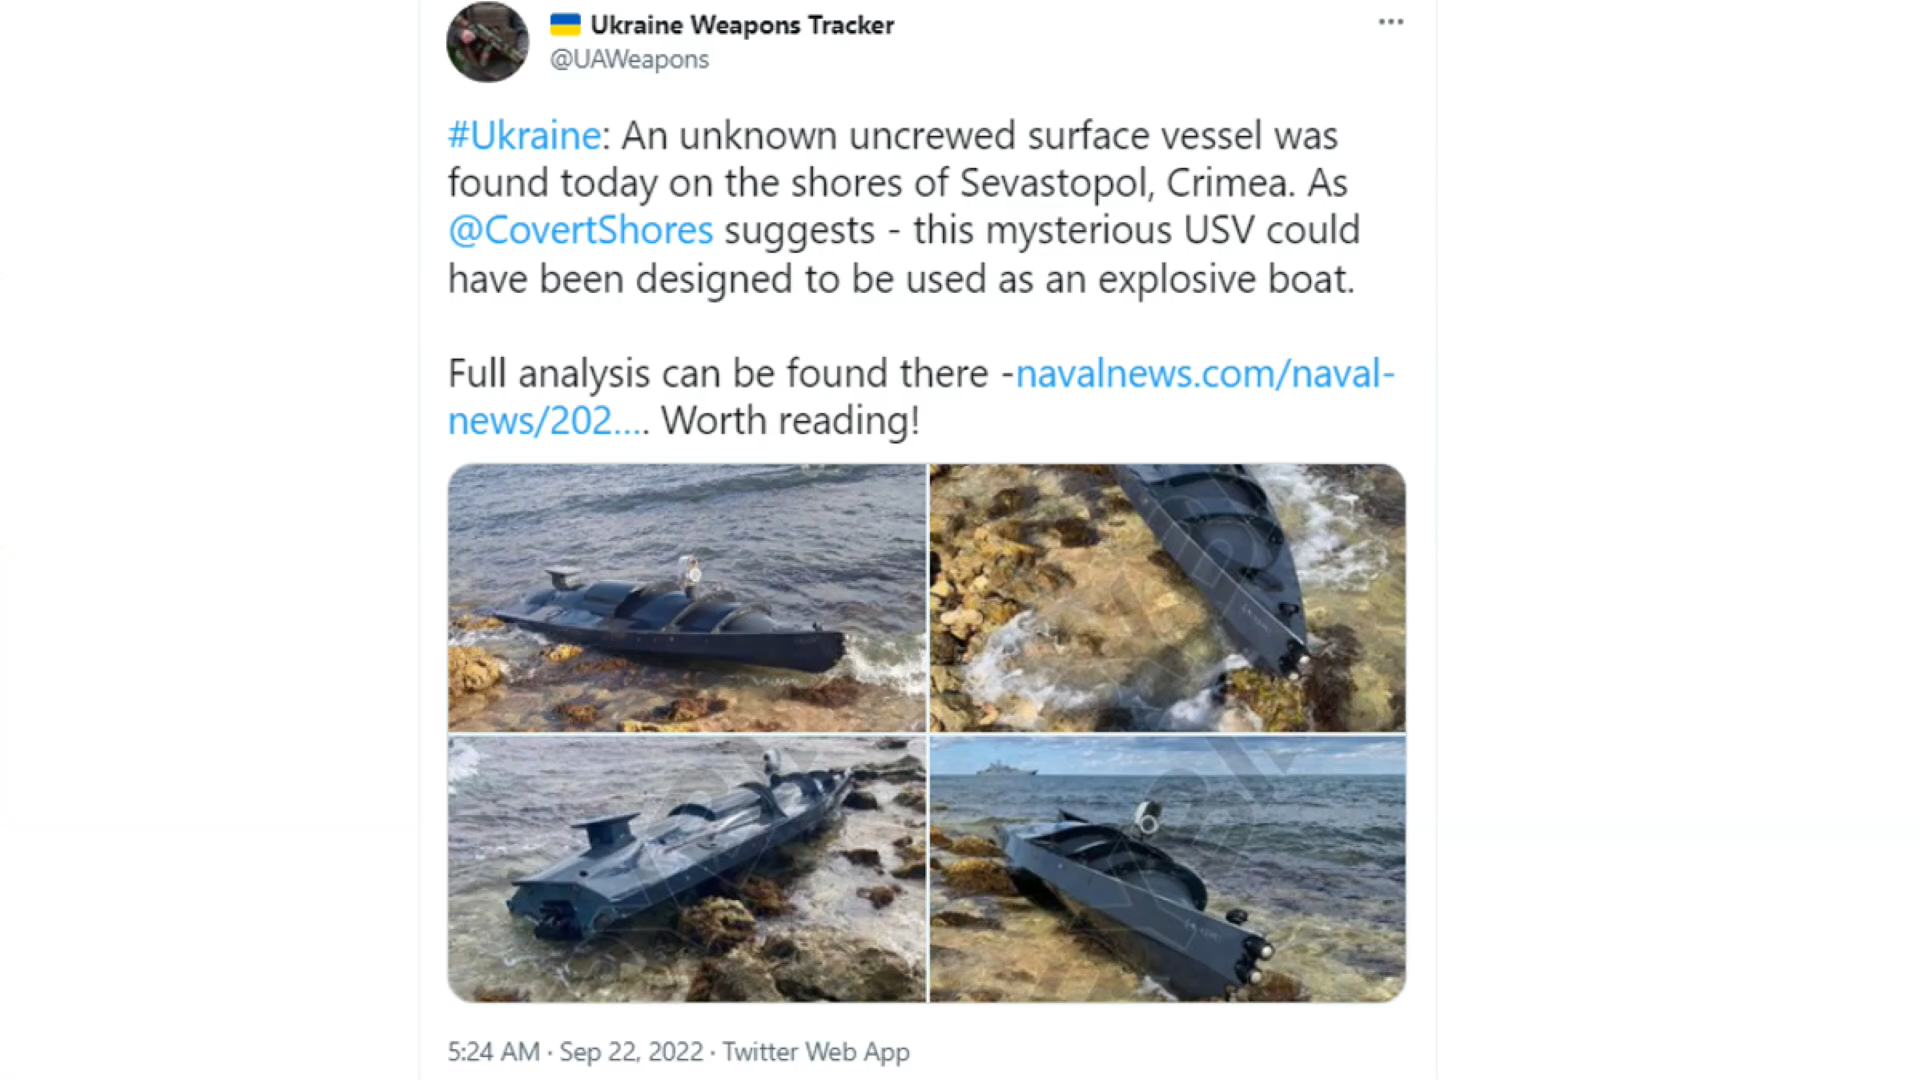 Ukraine Weapons Tracker
@UAWeapons
#Ukraine: An unknown uncrewed surface vessel was
found today on the shores of Sevastopol, Crimea. As
@CovertShores suggests - this mysterious USV could
have been designed to be used as an explosive boat.
Full analysis can be found there -navalnews.com/naval-
news/202.... Worth reading!
5:24 AM · Sep 22, 2022 · Twitter Web App